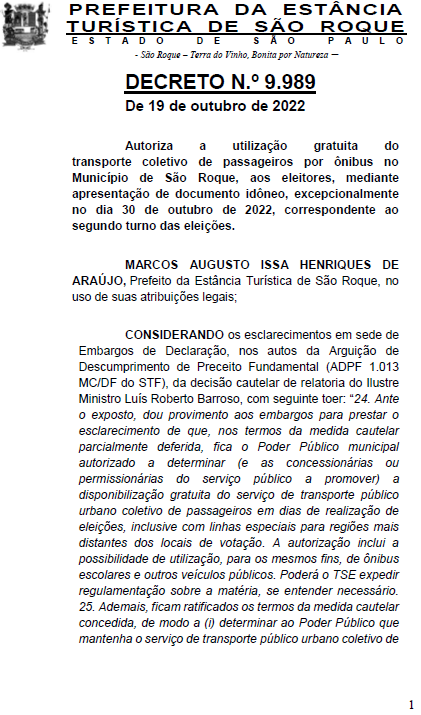 PREFEITURA DA ESTÂNCIA
TURÍSTICA DE SÃO ROQUE
ESTADO DE SÃO PAULO
- São Roque – Terra do Vinho, Bonita por Natureza –
DECRETO N.º 9.989
De 19 de outubro de 2022
Autoriza a utilização gratuita do
transporte coletivo de passageiros por ônibus no
Município de São Roque, aos eleitores, mediante
apresentação de documento idôneo, excepcionalmente
no dia 30 de outubro de 2022, correspondente ao
segundo turno das eleições.
MARCOS AUGUSTO ISSA HENRIQUES DE
ARAÚJO, Prefeito da Estância Turística de São Roque, no
uso de suas atribuições legais;
CONSIDERANDO os esclarecimentos em sede de
Embargos de Declaração, nos autos da Arguição de
Descumprimento de Preceito Fundamental (ADPF 1.013
MC/DF do STF), da decisão cautelar de relatoria do Ilustre
Ministro Luís Roberto Barroso, com seguinte toer: “24. Ante
o exposto, dou provimento aos embargos para prestar o
esclarecimento de que, nos termos da medida cautelar
parcialmente deferida, fica o Poder Público municipal
autorizado a determinar (e as concessionárias ou
permissionárias do serviço público a promover) a
disponibilização gratuita do serviço de transporte público
urbano coletivo de passageiros em dias de realização de
eleições, inclusive com linhas especiais para regiões mais
distantes dos locais de votação. A autorização inclui a
possibilidade de utilização, para os mesmos fins, de ônibus
escolares e outros veículos públicos. Poderá o TSE expedir
regulamentação sobre a matéria, se entender necessário.
25. Ademais, ficam ratificados os termos da medida cautelar
concedida, de modo a (i) determinar ao Poder Público que
mantenha o serviço de transporte público urbano coletivo de
1